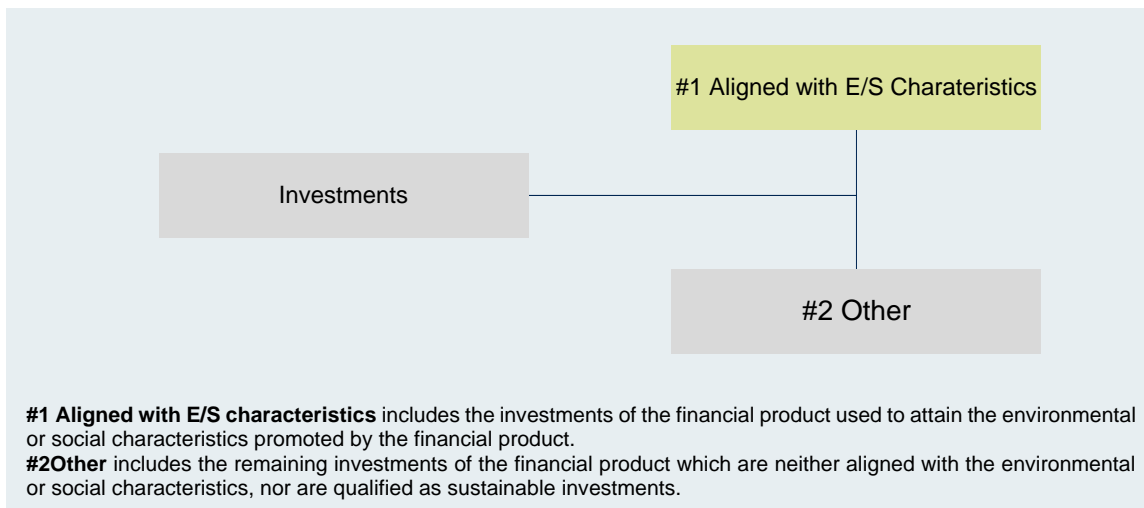 #1 Aligned with E/S Charateristics
Investments
#2 Other
#1 Aligned with E/S characteristics includes the investments of the financial product used to attain the environmental
or social characteristics promoted by the financial product.
#2Other includes the remaining investments of the financial product which are neither aligned with the environmental
or social characteristics, nor are qualified as sustainable investments.